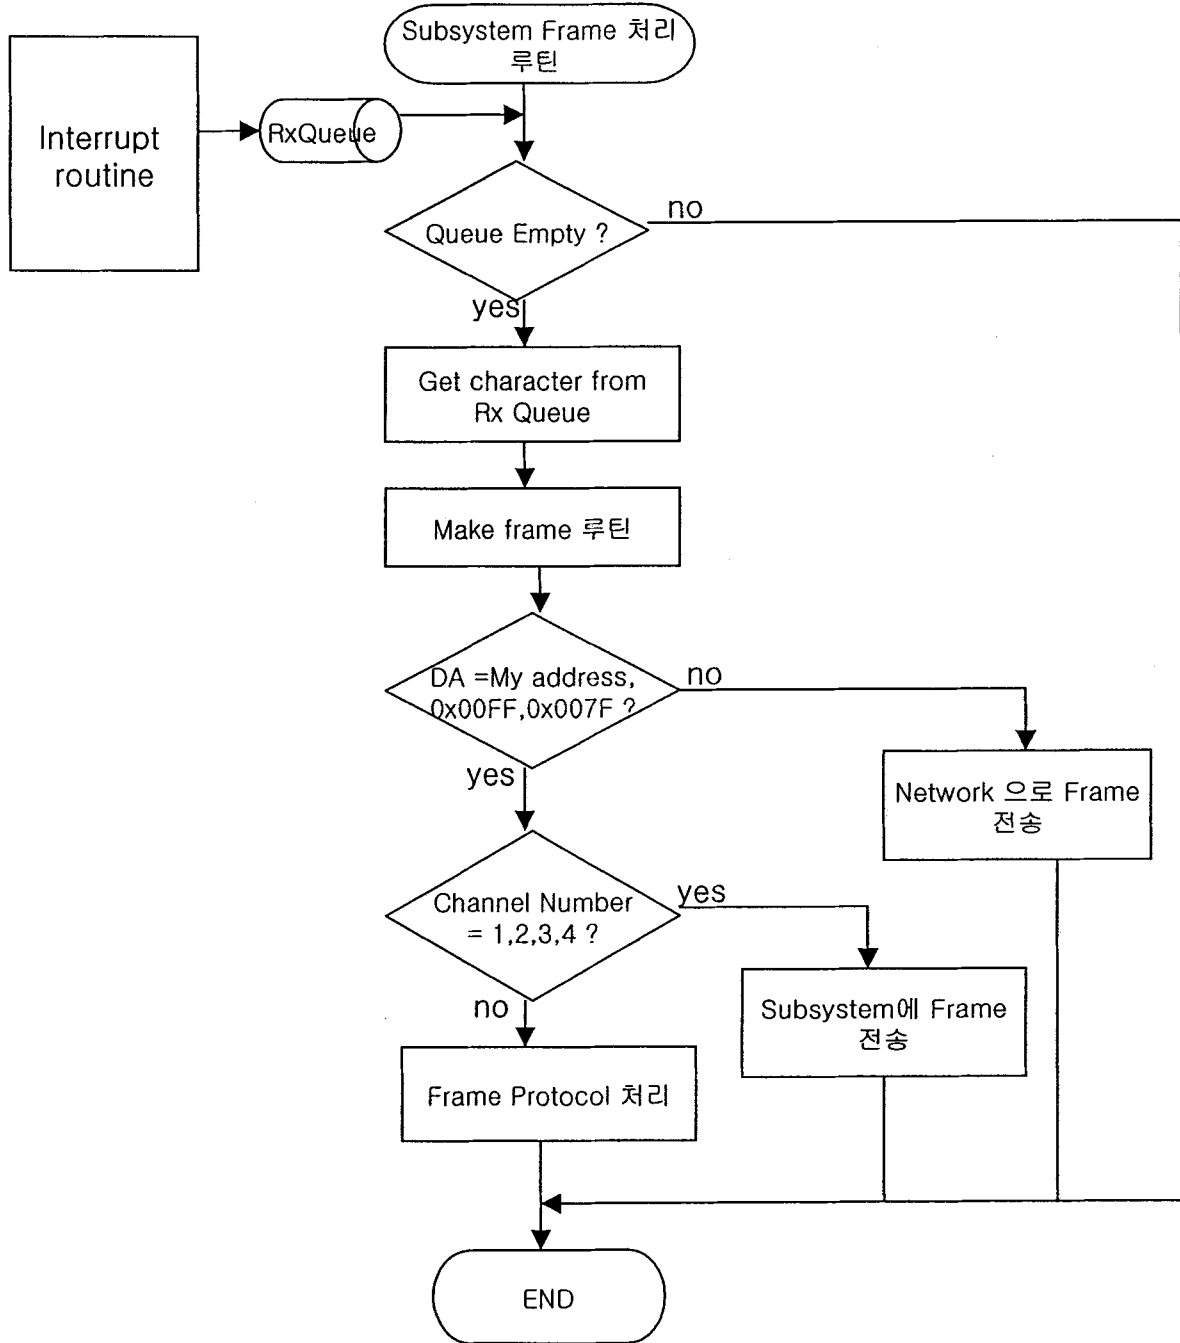 Subsystem Frame 처리
루틴
Interrupt
routine
RxQueue
Queue Empty ?
no
yes
Get character from
Rx Queue
Make frame 루틴
DA =My address,
0x00FF,0x007F ?
no
yes
Network 으로 Frame
전송
Channel Number
= 1,2,3,4 ?
yes
no
Subsystem에 Frame
전송
Frame Protocol 처리
END